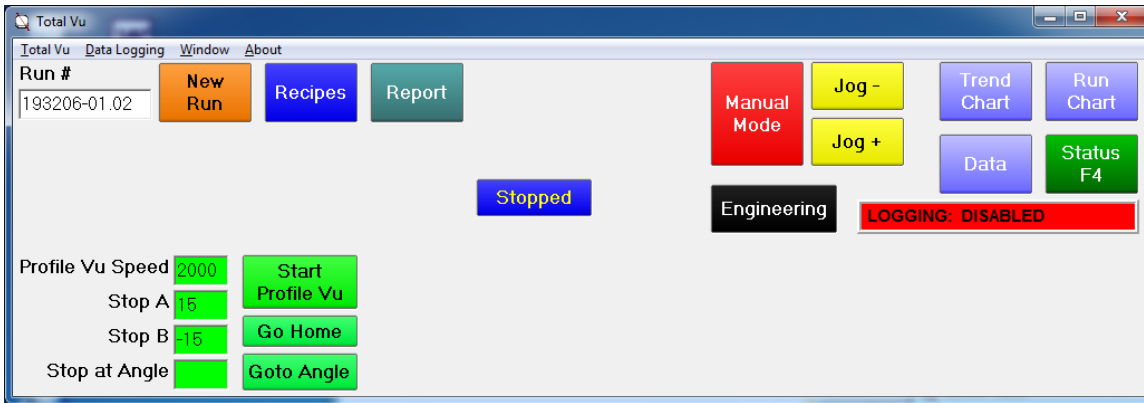 Total Vu
Total Vu Data Logging Window About
Run #
193206-01.02
New
Run
Recipes
Report
Manual
Mode
Jog -
Jog +
Trend
Chart
Run
Chart
Data
Status
F4
Stopped
Engineering
LOGGING: DISABLED
Profile Vu Speed 2000
Start
Profile Vu
Stop A 15
Stop B -15
Go Home
Stop at Angle
Goto Angle